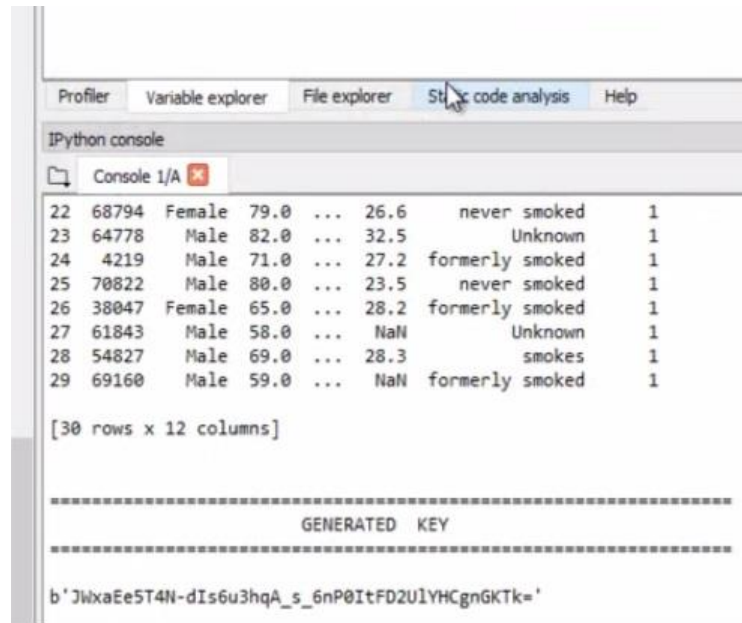 Profiler Variable explorer File explorer Static code analysis Help
IPython console
Console 1/A
22 68794 Female 79.0 ... 26.6 never smoked 1
23 64778 Male 82.0 ... 32.5 Unknown 1
24 4219 Male 71.0 ... 27.2 formerly smoked 1
25 70822 Male 80.0 ... 23.5 never smoked 1
26 38047 Female 65.0 ... 28.2 formerly smoked 1
27 61843 Male 58.0 ... NaN Unknown 1
28 54827 Male 69.0 ... 28.3 smokes 1
29 69160 Male 59.0 ... NaN formerly smoked 1
[30 rows x 12 columns]
==================================================================
GENERATED KEY
==================================================================
b'JWxaEe5T4N-dIs6u3hqA_s_6nP0ItFD2UlYHCgnGKTk='